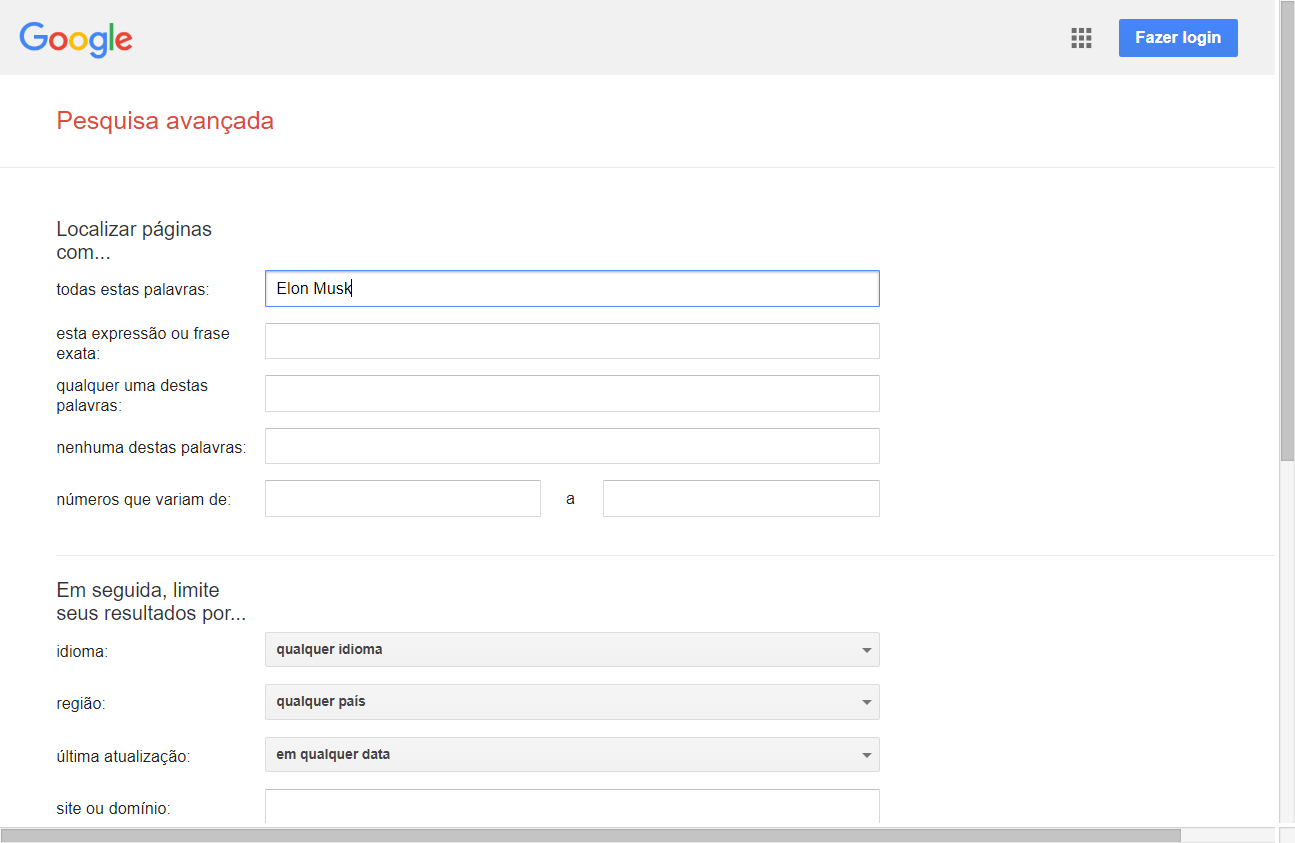 Google
Fazer login
Pesquisa avançada
Localizar páginas
com...
todas estas palavras:
Elon Musk
esta expressão ou frase
exata:
qualquer uma destas
palavras:
nenhuma destas palavras:
números que variam de:
a
Em seguida, limite
seus resultados por...
idioma:
qualquer idioma
região:
qualquer país
última atualização:
em qualquer data
site ou domínio: